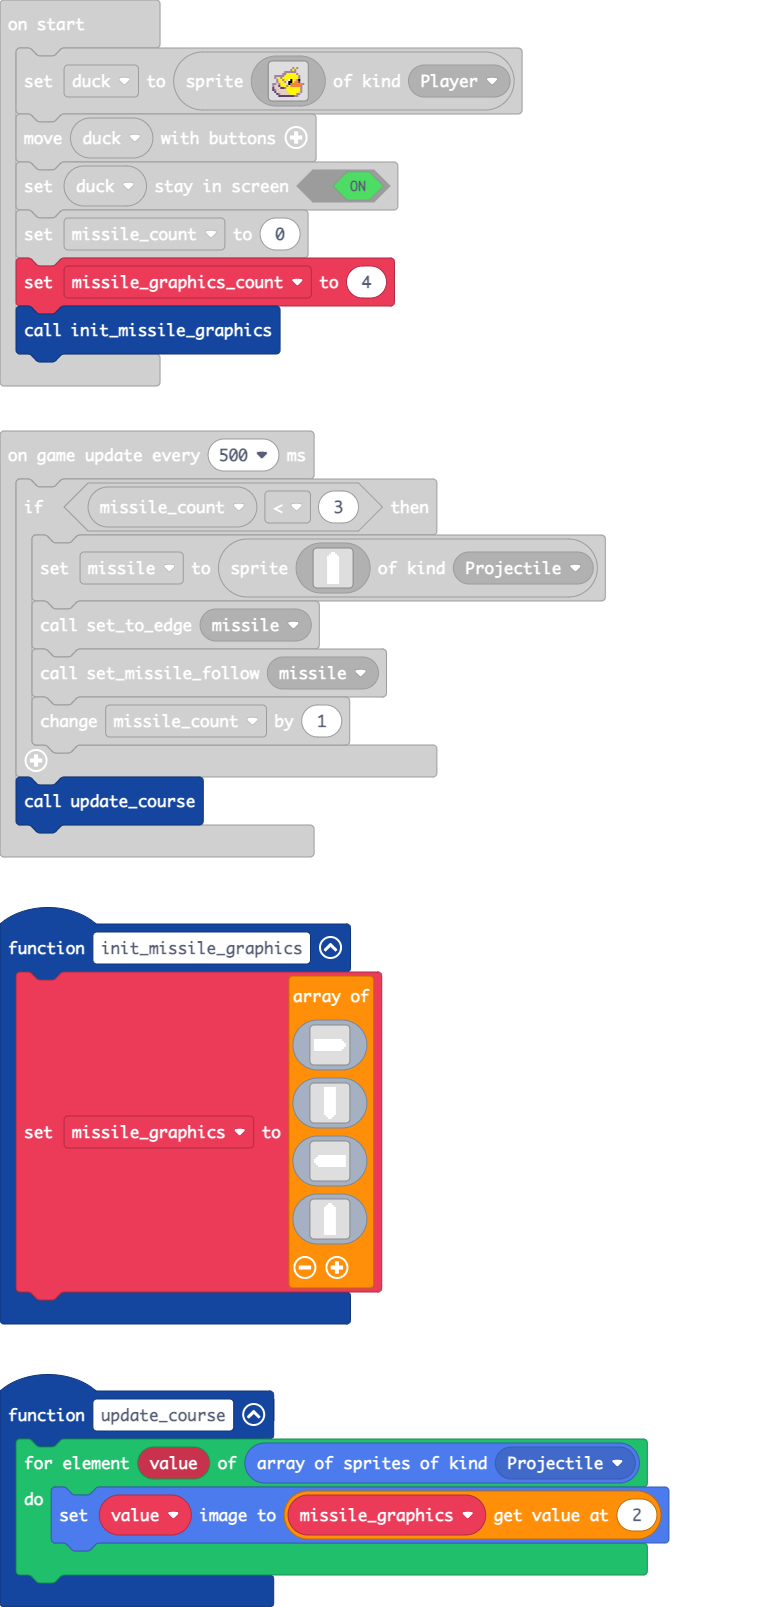 on start
set duck to sprite of kind Player
move duck with buttons
set duck stay in screen ON
set missile_count to 0
set missile_graphics_count to 4
call init_missile_graphics
on game update every 500 ms
if missile_count < 3 then
set missile to sprite of kind Projectile
call set_to_edge missile
call set_missile_follow missile
change missile_count by 1
call update_course
function init_missile_graphics
array of
set missile_graphics to
function update_course
for element value of array of sprites of kind Projectile
do
set value image to missile_graphics get value at 2